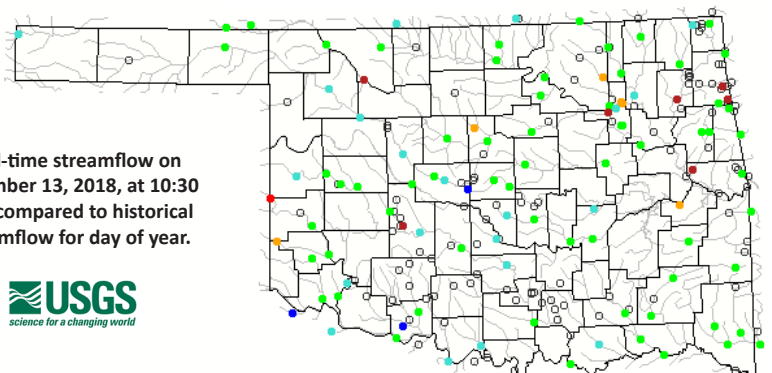 -time streamflow on
mber 13, 2018, at 10:30
compared to historical
mflow for day of year.
USGS
science for a changing world